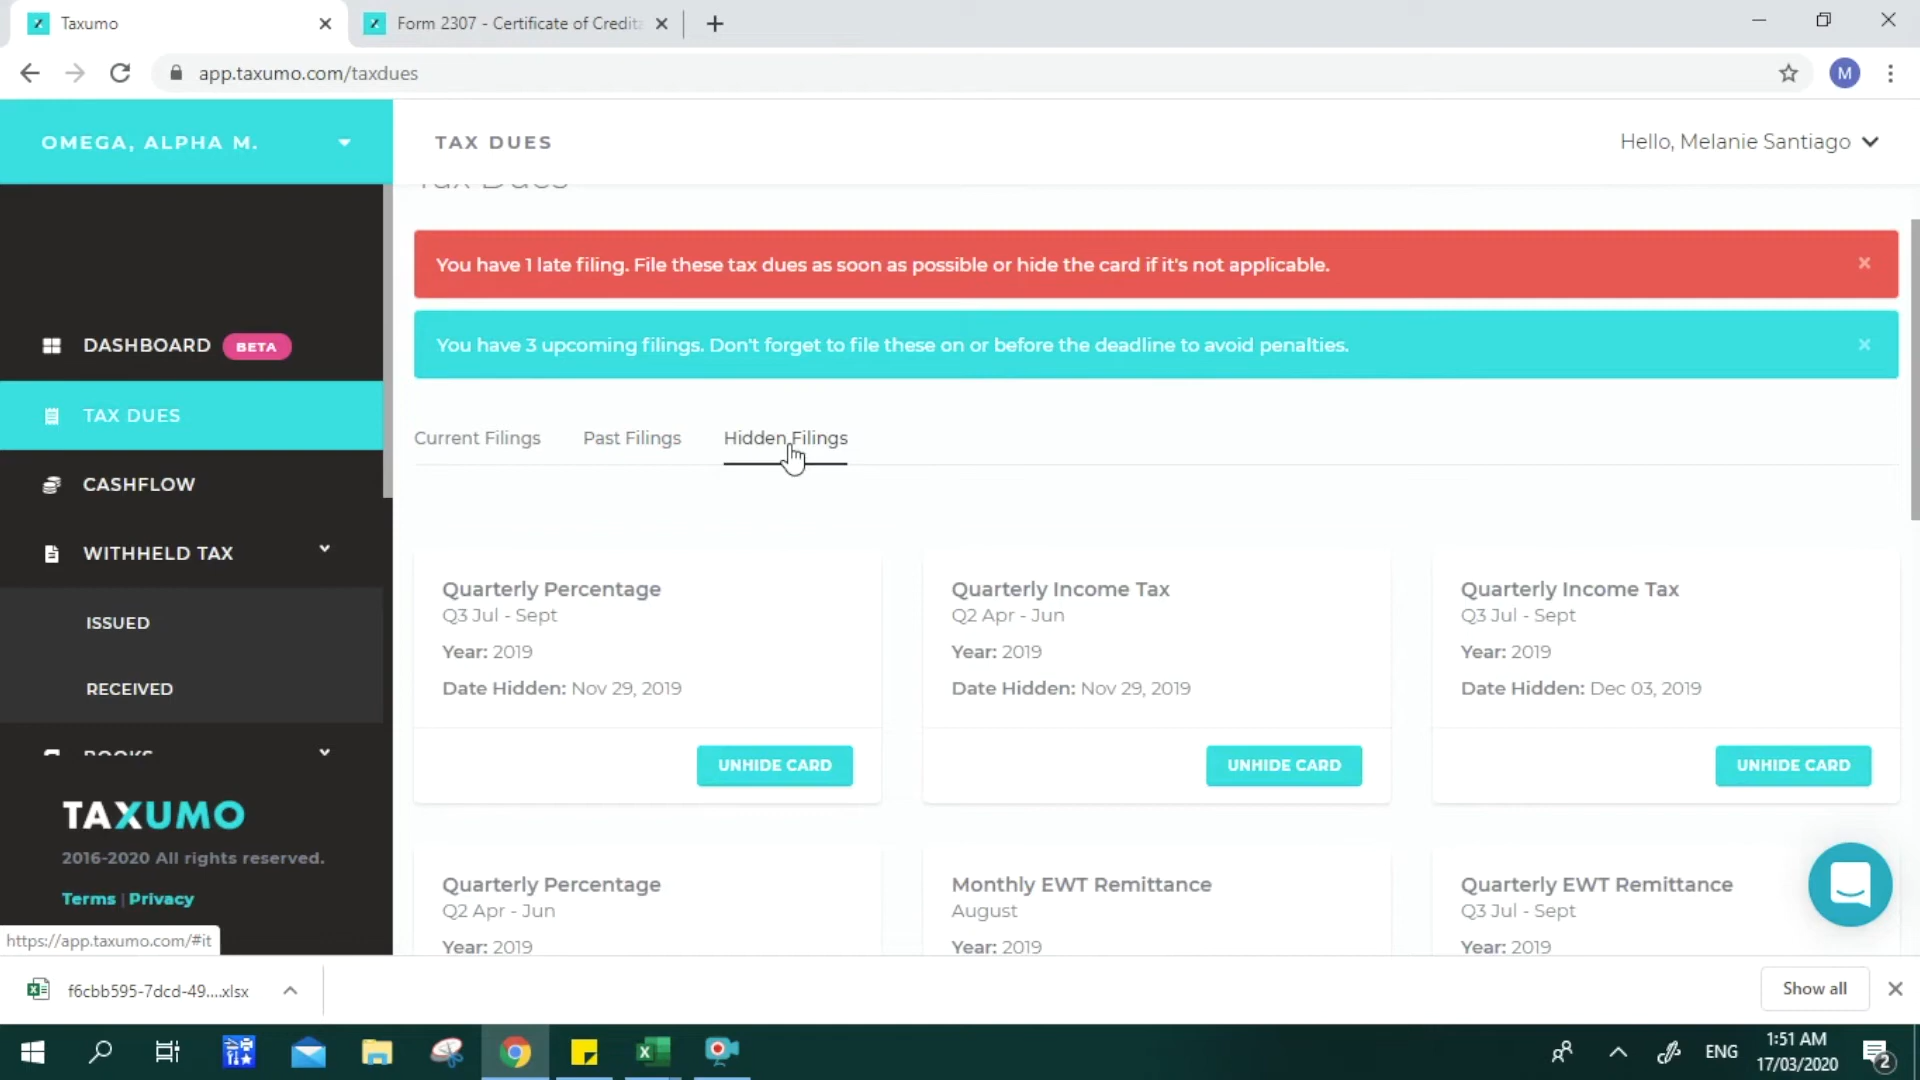 Taxumo
Form 2307 - Certificate of Credita
app.taxumo.com/taxdues
M
OMEGA, ALPHA M.
TAX DUES
Hello, Melanie Santiago
Tax Dues
You have 1 late filing. File these tax dues as soon as possible or hide the card if it's not applicable.
You have 3 upcoming filings. Don't forget to file these on or before the deadline to avoid penalties.
DASHBOARD BETA
TAX DUES
CASHFLOW
WITHHELD TAX
ISSUED
RECEIVED
BOOKS
TAXUMO
2016-2020 All rights reserved.
Terms | Privacy
https://app.taxumo.com/#it
Current Filings
Past Filings
Hidden Filings
Quarterly Percentage
Q3 Jul - Sept
Year: 2019
Date Hidden: Nov 29, 2019
UNHIDE CARD
Quarterly Income Tax
Q2 Apr - Jun
Year: 2019
Date Hidden: Nov 29, 2019
UNHIDE CARD
Quarterly Income Tax
Q3 Jul - Sept
Year: 2019
Date Hidden: Dec 03, 2019
UNHIDE CARD
Quarterly Percentage
Q2 Apr - Jun
Year: 2019
Monthly EWT Remittance
August
Year: 2019
Quarterly EWT Remittance
Q3 Jul - Sept
Year: 2019
f6cbb595-7dcd-49....xlsx
Show all
ENG
1:51 AM
17/03/2020
2